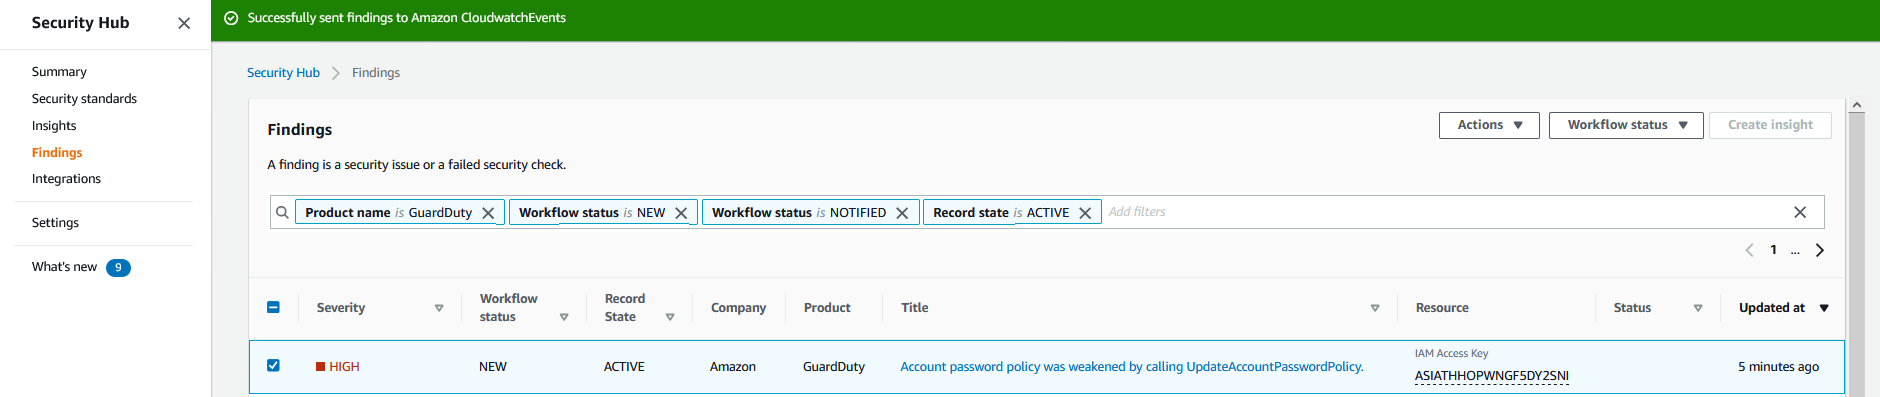 Security Hub
Successfully sent findings to Amazon CloudwatchEvents
Summary
Security standards
Insights
Findings
Integrations
Settings
What's new 9
Security Hub Findings
Findings
Actions Workflow status Create insight
A finding is a security issue or a failed security check.
Product name is GuardDuty Workflow status is NEW Workflow status is NOTIFIED Record state is ACTIVE Add filters
1 ...
Severity Workflow status Record State Company Product Title Resource Status Updated at
HIGH NEW ACTIVE Amazon GuardDuty Account password policy was weakened by calling UpdateAccountPasswordPolicy. IAM Access Key ASIATHHOPWNGF5DY2SNI 5 minutes ago